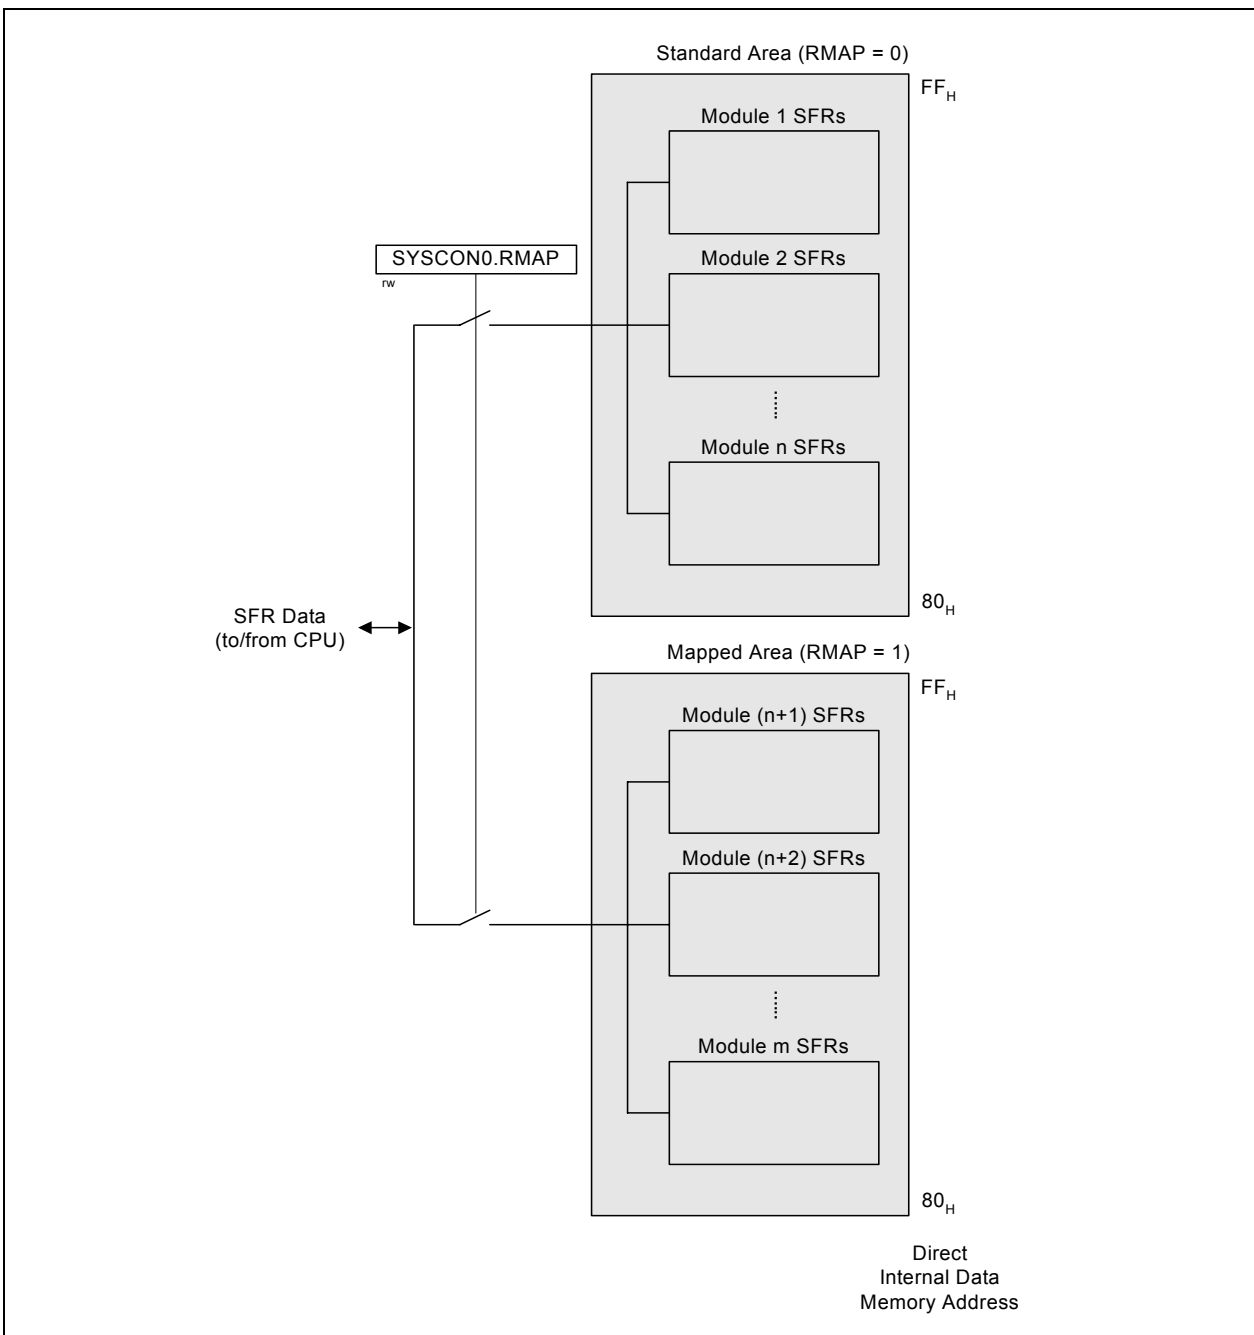 Standard Area (RMAP = 0)
FFH
Module 1 SFRs
SYSCON0.RMAP
rw
Module 2 SFRs
Module n SFRs
80H
SFR Data
(to/from CPU)
Mapped Area (RMAP = 1)
FFH
Module (n+1) SFRs
Module (n+2) SFRs
Module m SFRs
80H
Direct
Internal Data
Memory Address